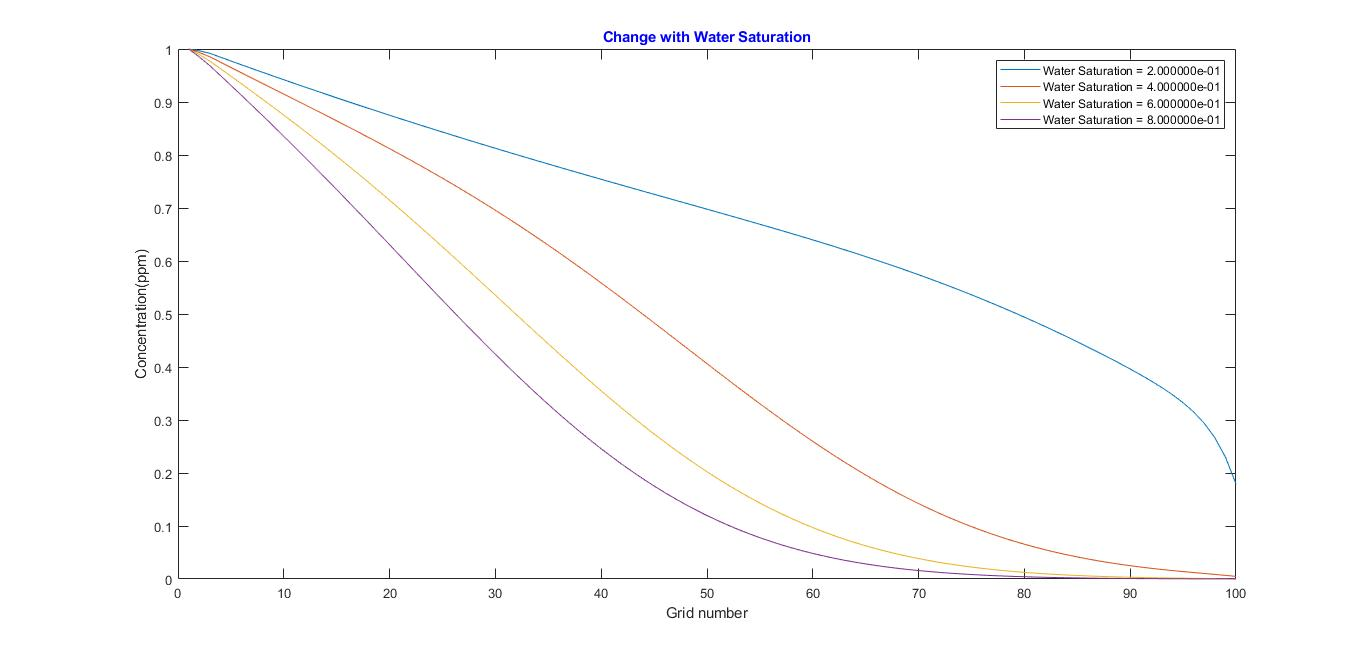 Change with Water Saturation
Water Saturation = 2.000000e-01
Water Saturation = 4.000000e-01
Water Saturation = 6.000000e-01
Water Saturation = 8.000000e-01
Concentration(ppm)
1
0.9
0.8
0.7
0.6
0.5
0.4
0.3
0.2
0.1
0
0 10 20 30 40 50 60 70 80 90 100
Grid number